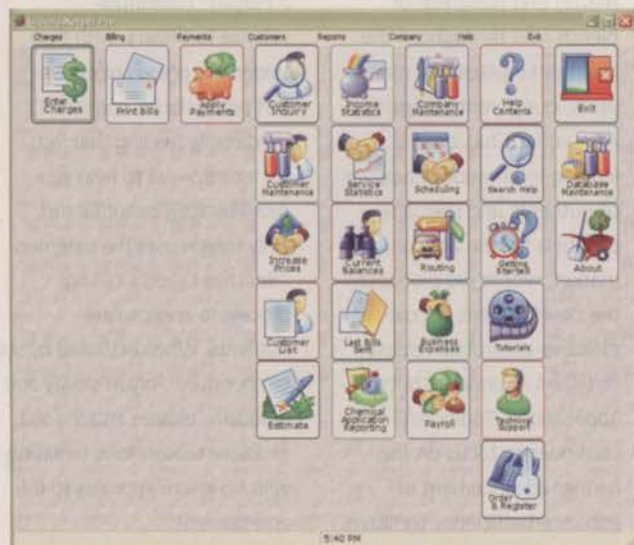 Charges Billing Payments Customers Reports Company Help Exit
Enter Charges
Print Bills
Apply Payments
Customer Inquiry
Income Statistics
Company Maintenance
Help Contents
Exit
Customer Maintenance
Service Statistics
Scheduling
Search Help
Database Maintenance
Increase Prices
Current Balances
Routing
Getting Started
About
Customer List
Last Bills Sent
Business Expenses
Tutorials
Estimate
Chemical Application Reporting
Payroll
Technical Support
Order & Register
5:40 PM